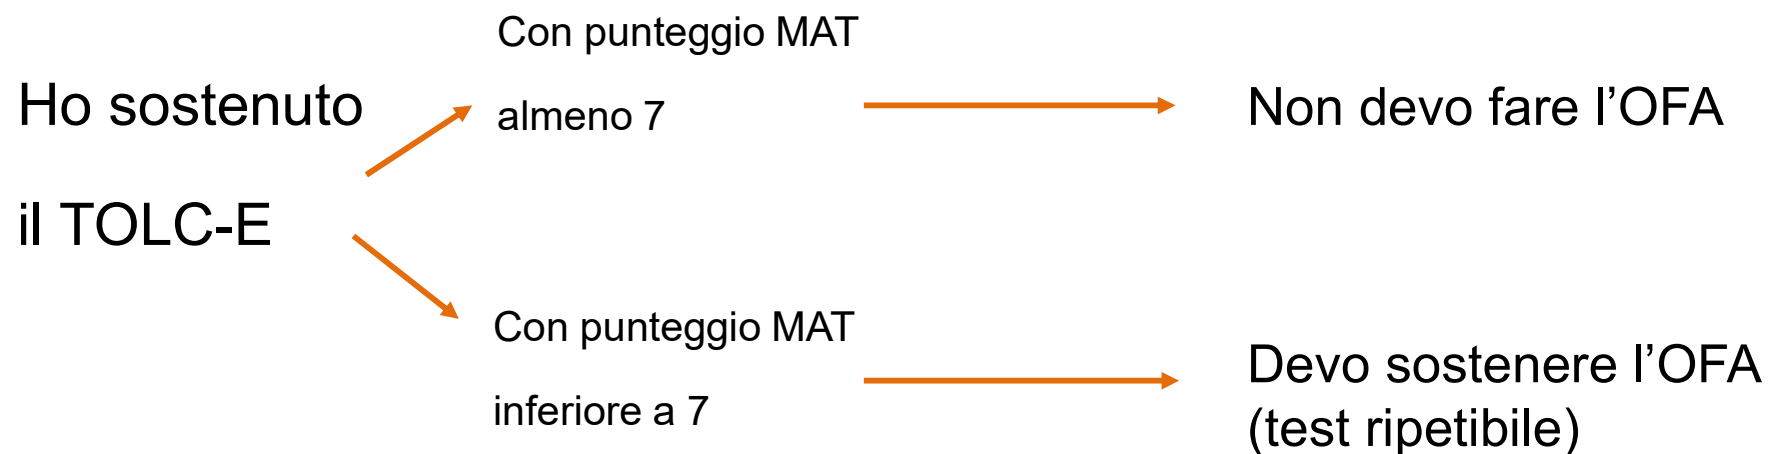 Ho sostenuto
il TOLC-E
Con punteggio MAT
almeno 7
Non devo fare l’OFA
Con punteggio MAT
inferiore a 7
Devo sostenere l’OFA
(test ripetibile)